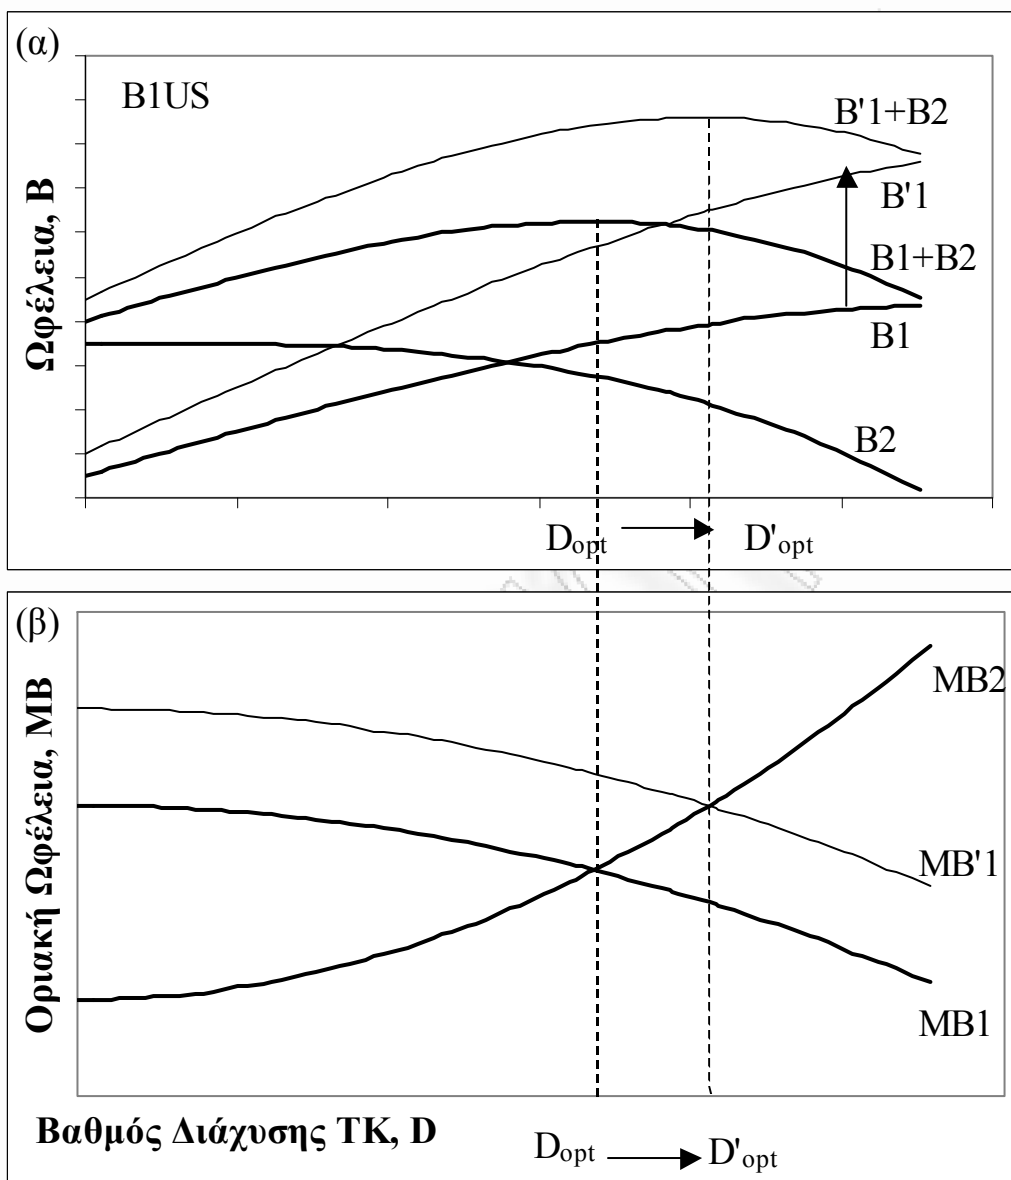 (α)
B1US
B'1+B2
B'1
B1+B2
B1
B2
Ωφέλεια, B
Dopt
D'opt
(β)
MB2
MB'1
MB1
Οριακή Ωφέλεια, MB
Βαθμός Διάχυσης ΤΚ, D
Dopt
D'opt